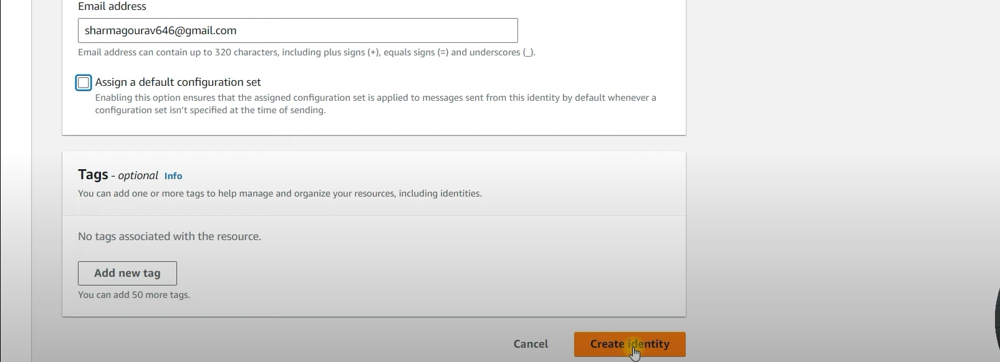 Email address
sharmagourav646@gmail.com
Email address can contain up to 320 characters, including plus signs (+), equals signs (=) and underscores (_).
Assign a default configuration set
Enabling this option ensures that the assigned configuration set is applied to messages sent from this identity by default whenever a
configuration set isn't specified at the time of sending.
Tags - optional Info
You can add one or more tags to help manage and organize your resources, including identities.
No tags associated with the resource.
Add new tag
You can add 50 more tags.
Cancel Create identity